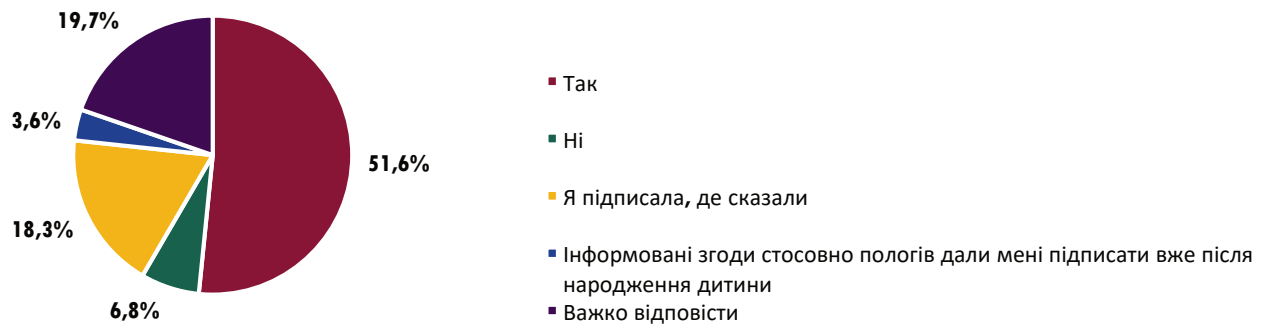 19,7%
3,6%
51,6%
18,3%
6,8%
Так
Ні
Я підписала, де сказали
Інформовані згоди стосовно пологів дали мені підписати вже після
народження дитини
Важко відповісти